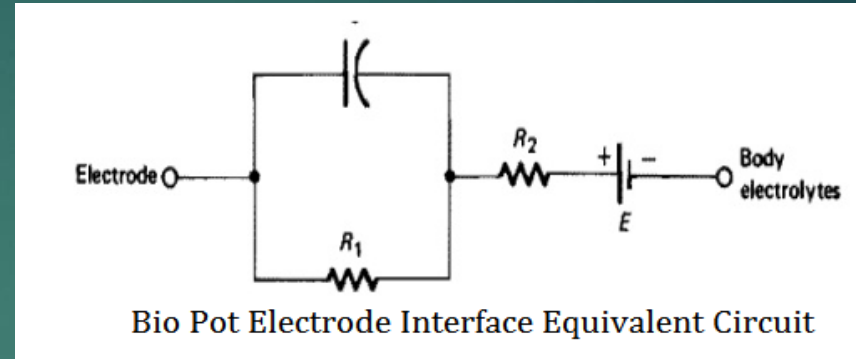 R₂
+ −
Electrode
Body
electrolytes
E
R₁
Bio Pot Electrode Interface Equivalent Circuit